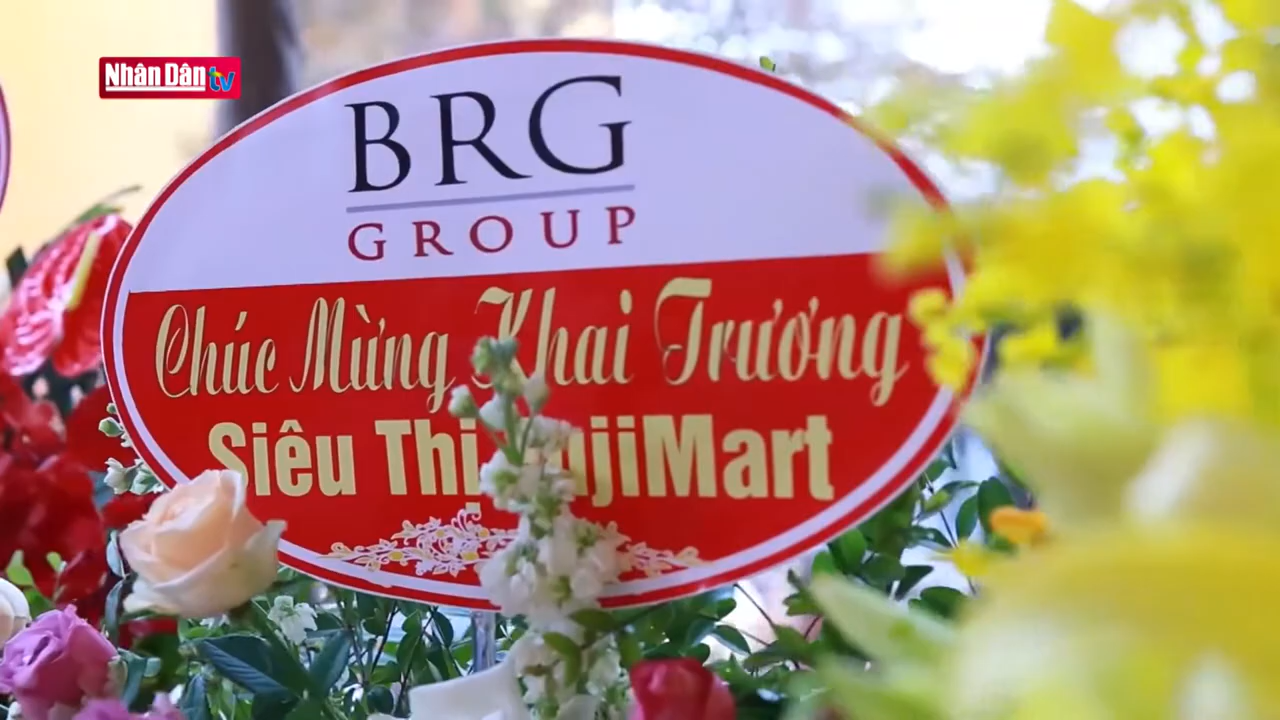 Nhân Dân tv
BRG
GROUP
Chúc Mừng Khai Trương
Siêu Thị